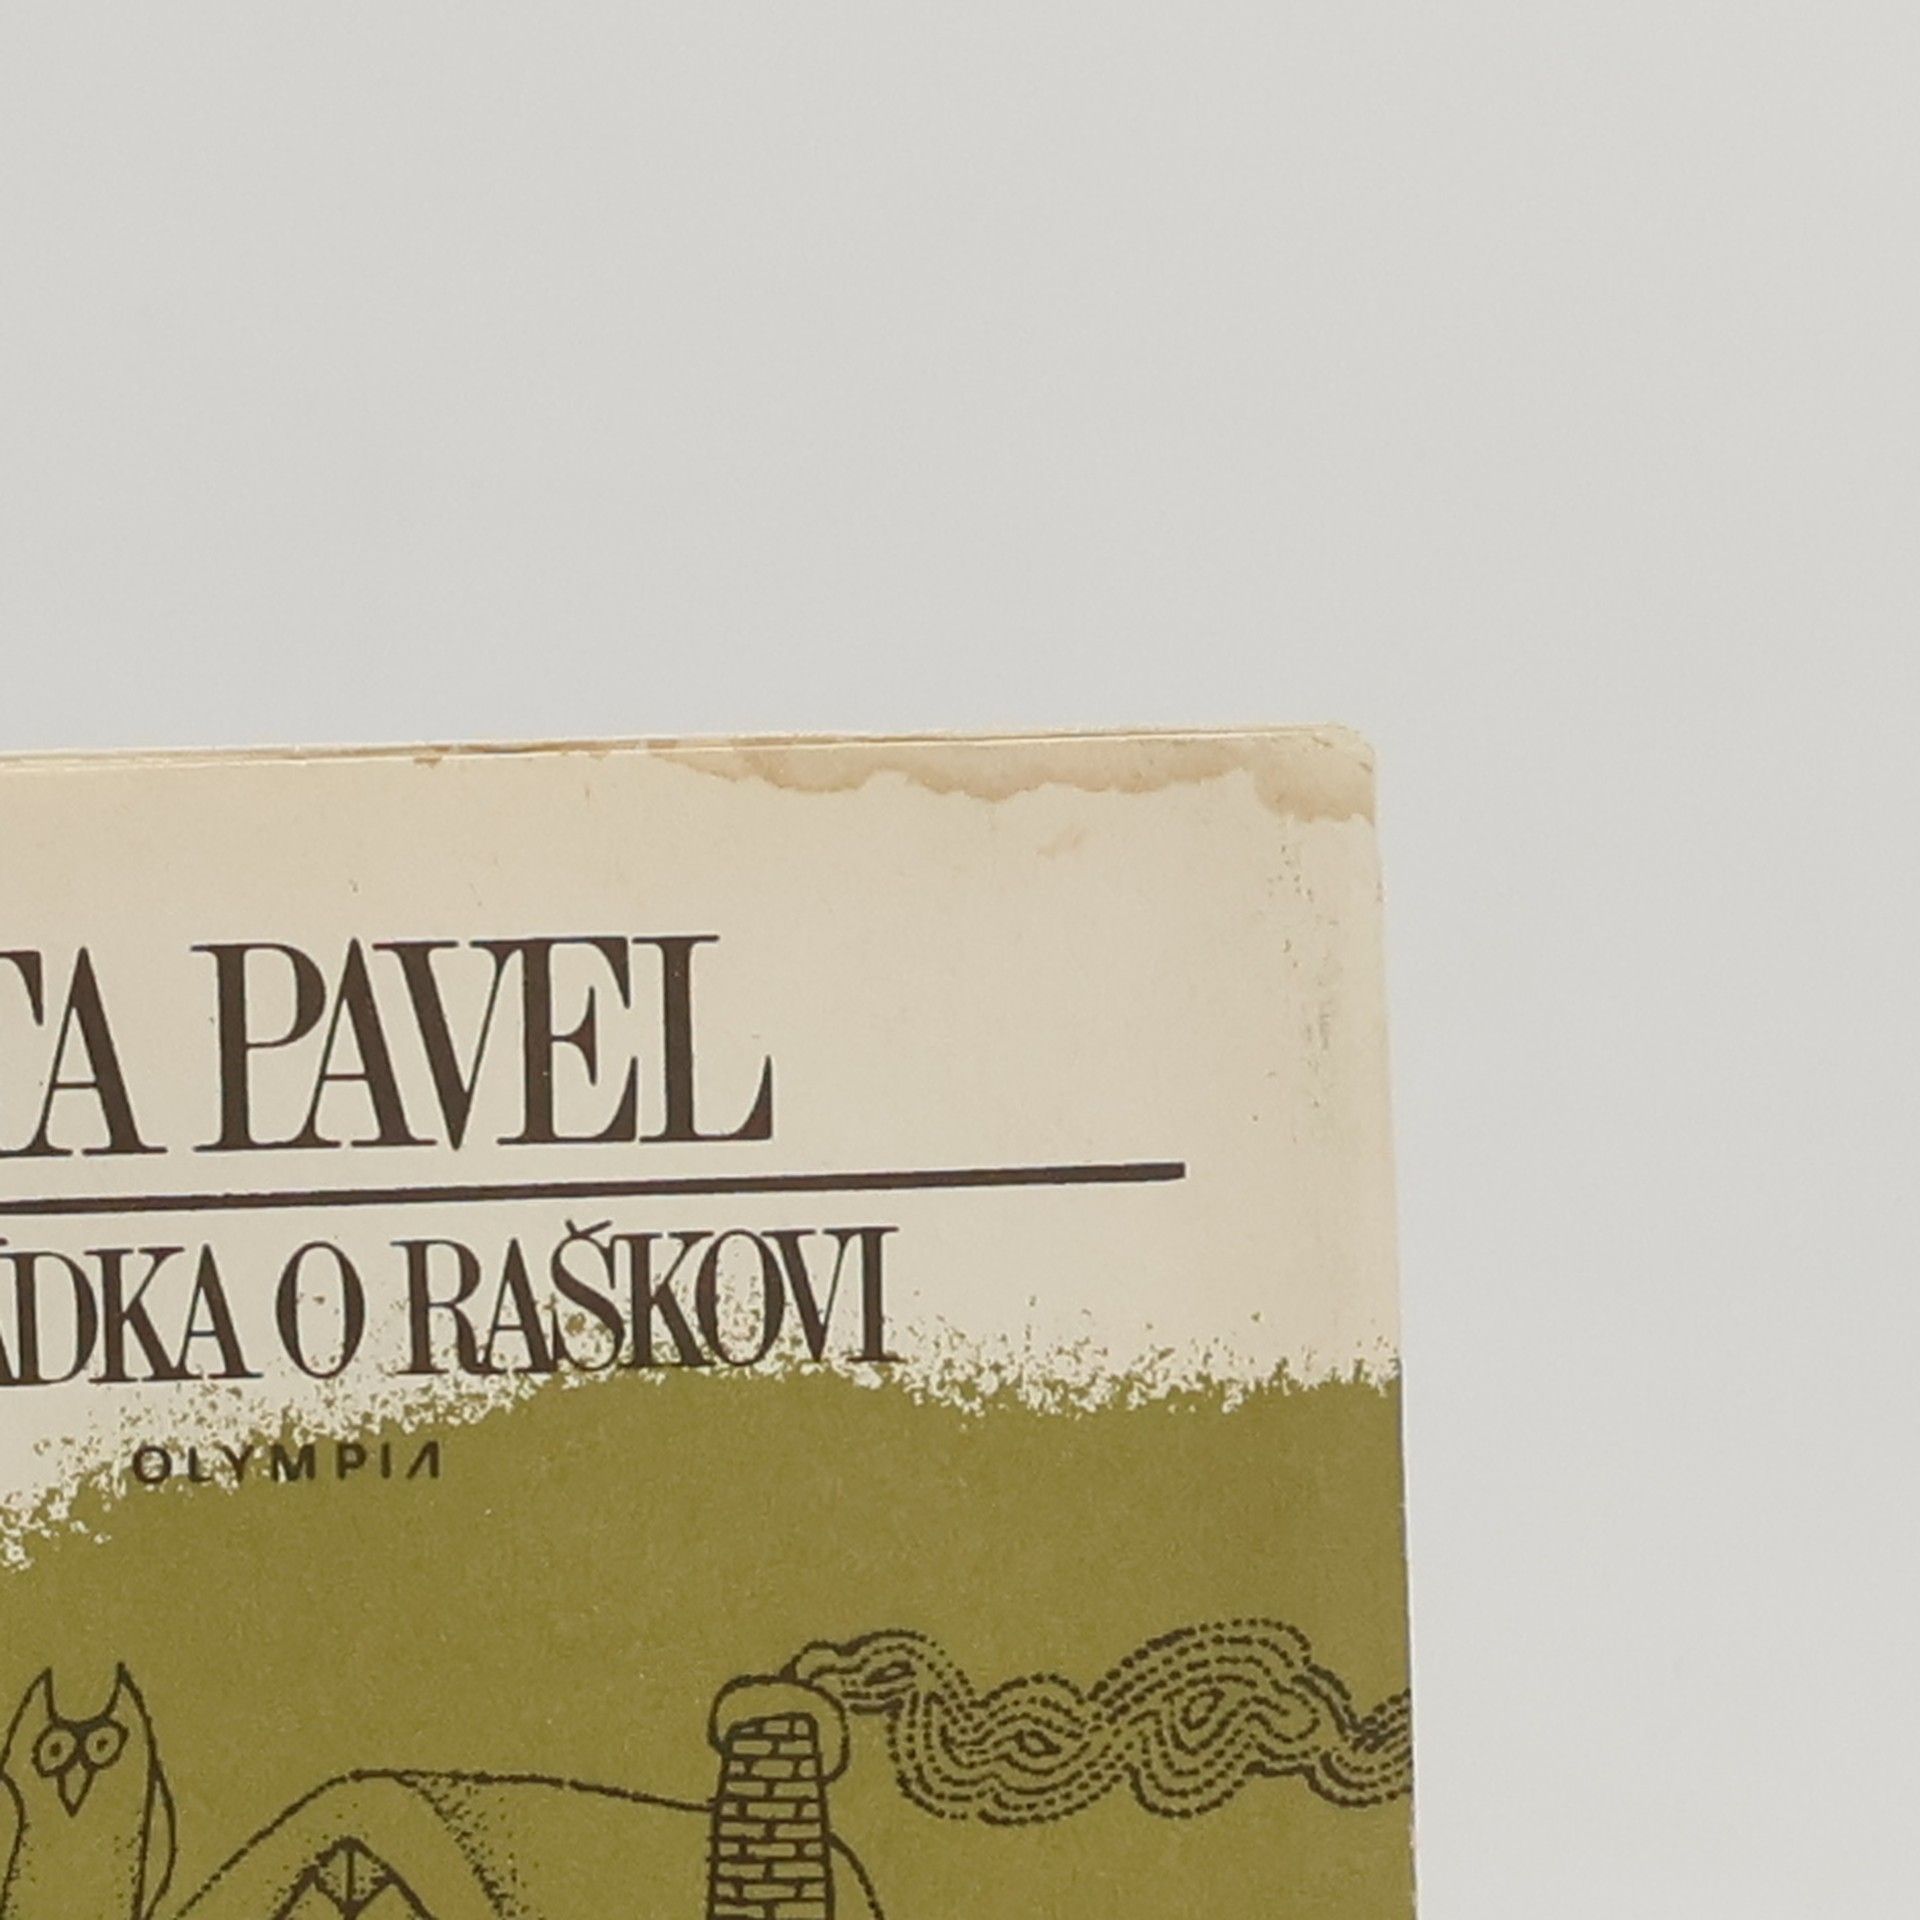 TA PAVEL
ÁDKA O RAŠKOVI
OLYMPIA